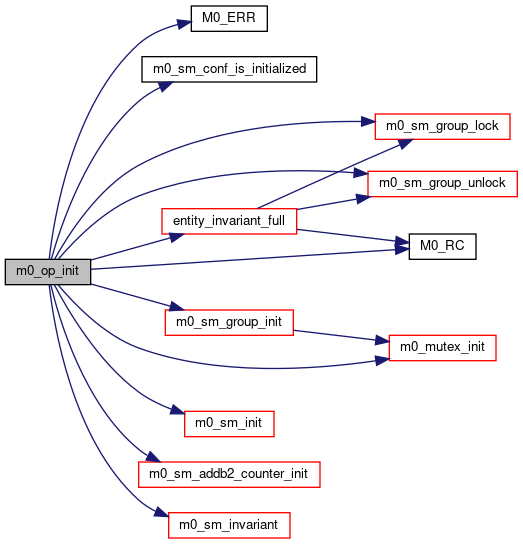 M0_ERR
m0_sm_conf_is_initialized
m0_sm_group_lock
m0_sm_group_unlock
entity_invariant_full
M0_RC
m0_op_init
m0_sm_group_init
m0_mutex_init
m0_sm_init
m0_sm_addb2_counter_init
m0_sm_invariant